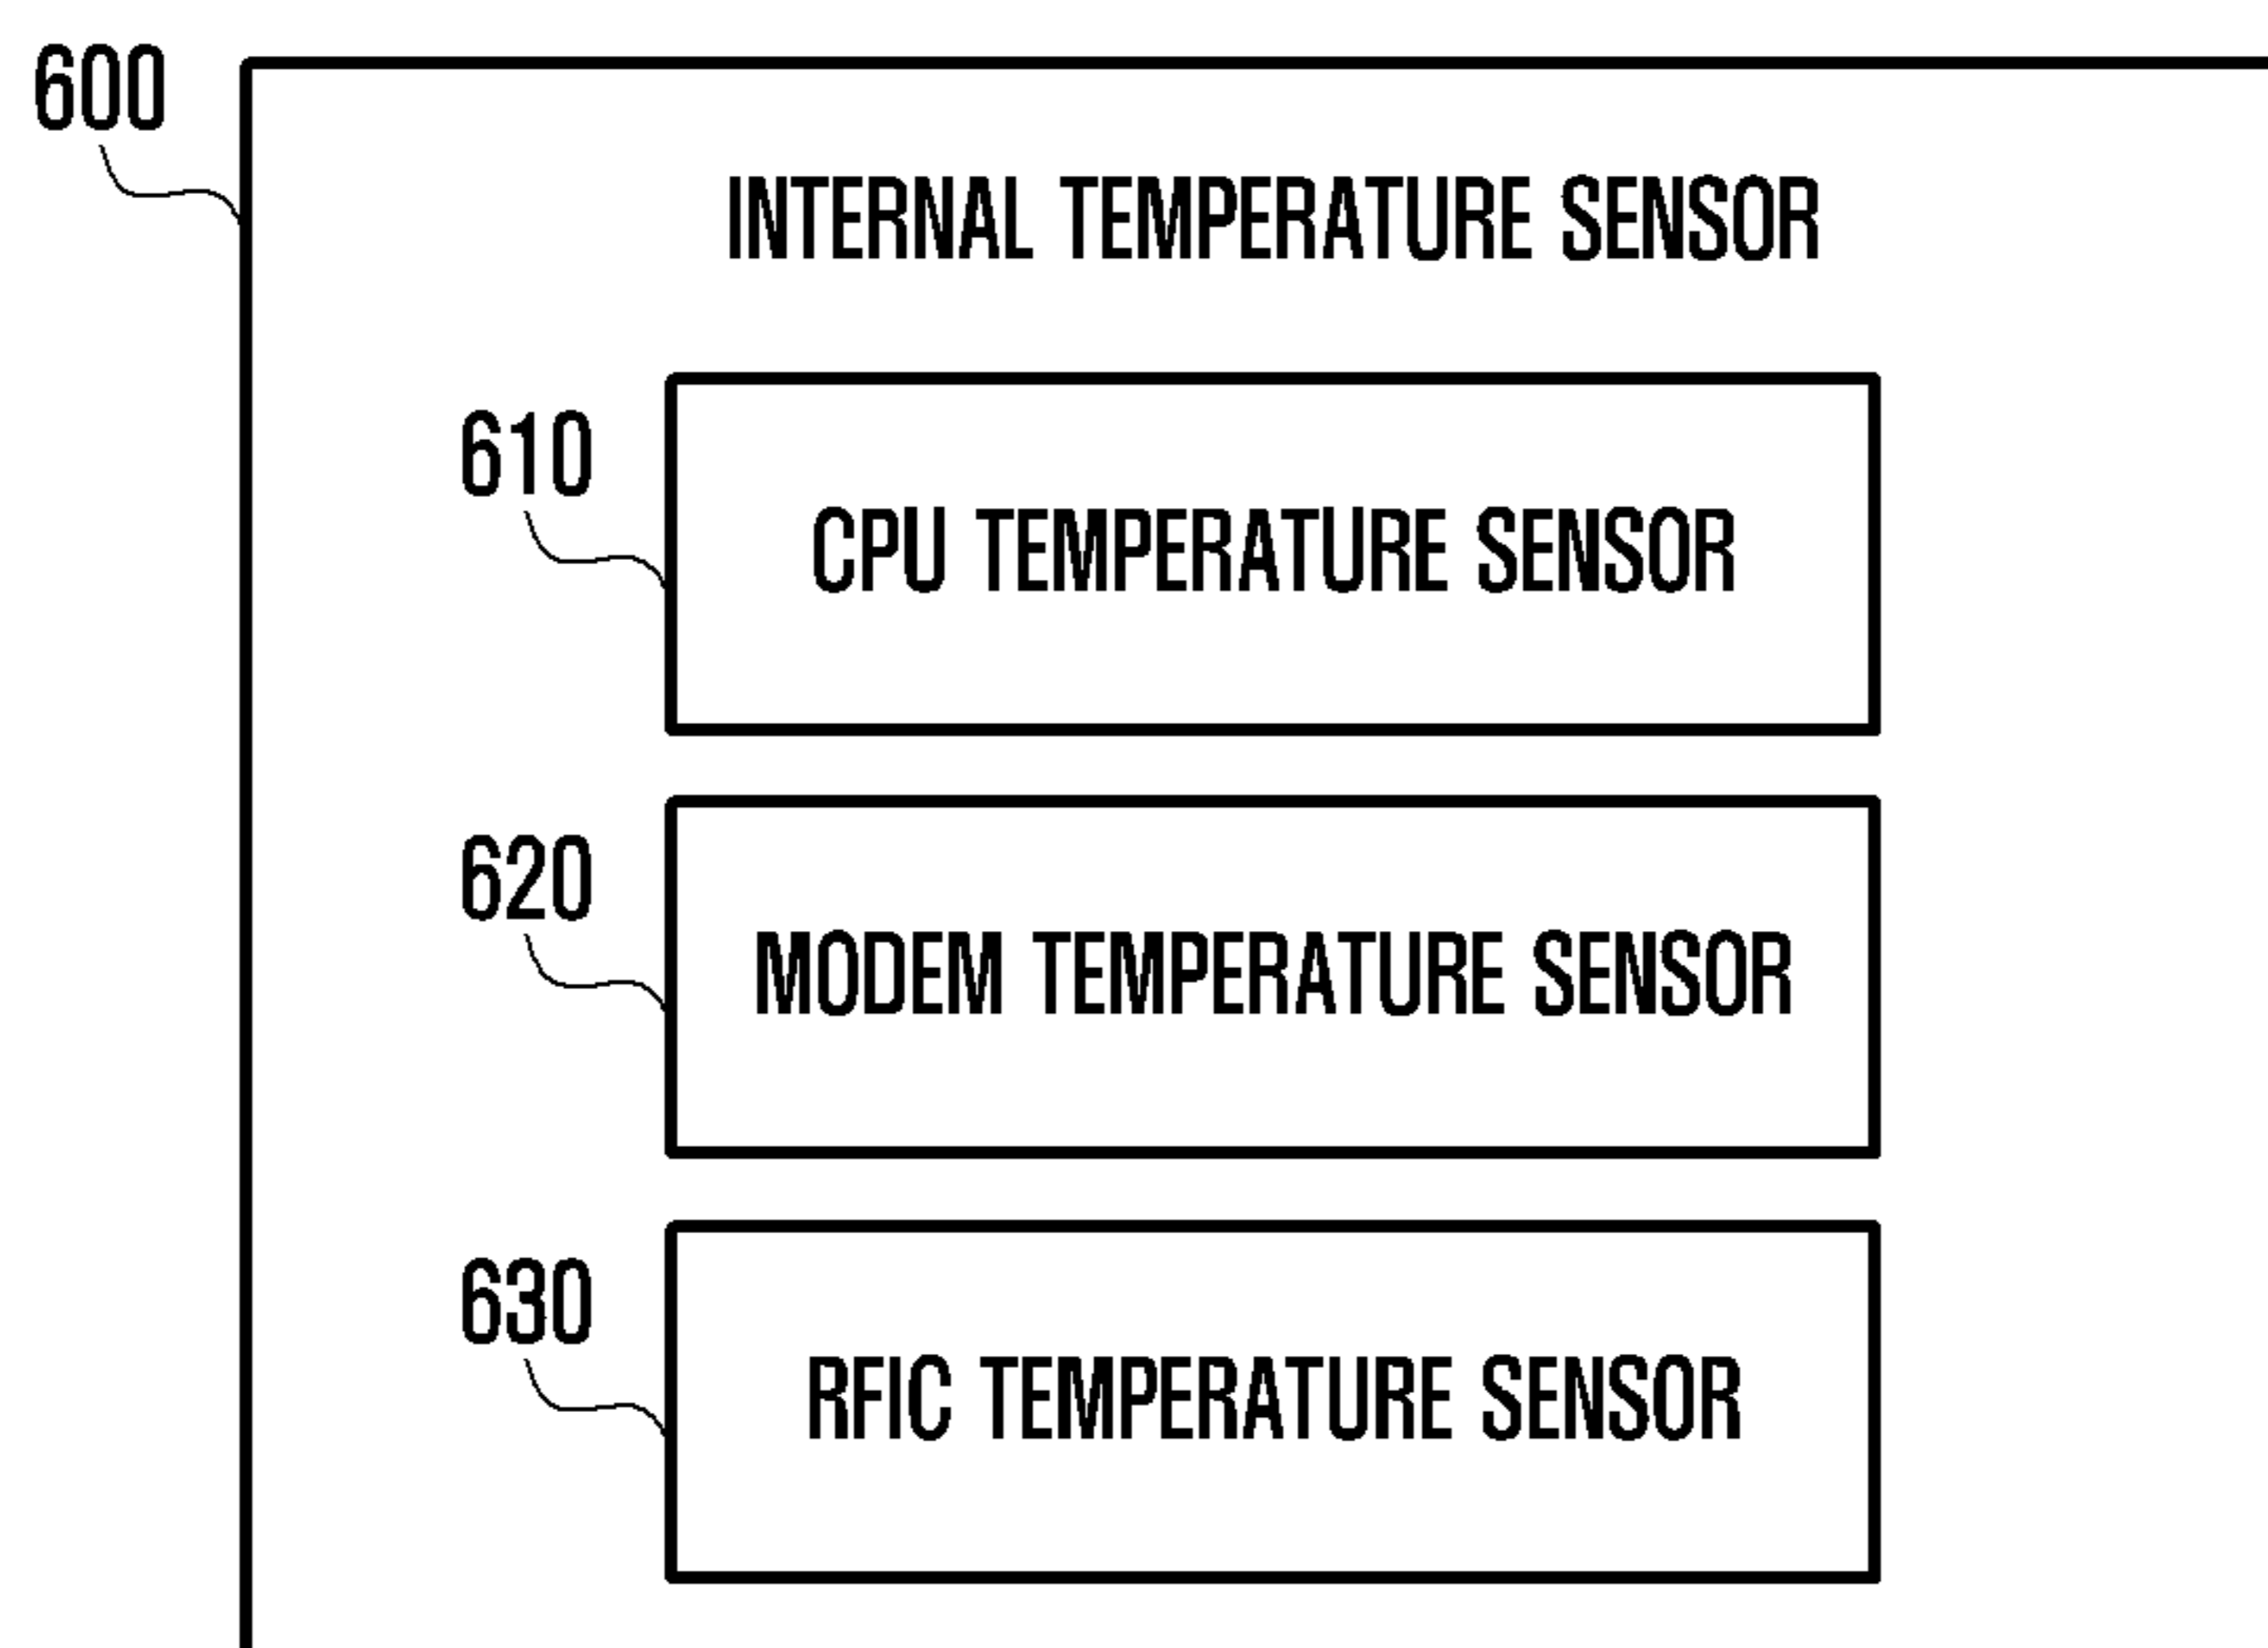 600
INTERNAL TEMPERATURE SENSOR
610
CPU TEMPERATURE SENSOR
620
MODEM TEMPERATURE SENSOR
630
RFIC TEMPERATURE SENSOR